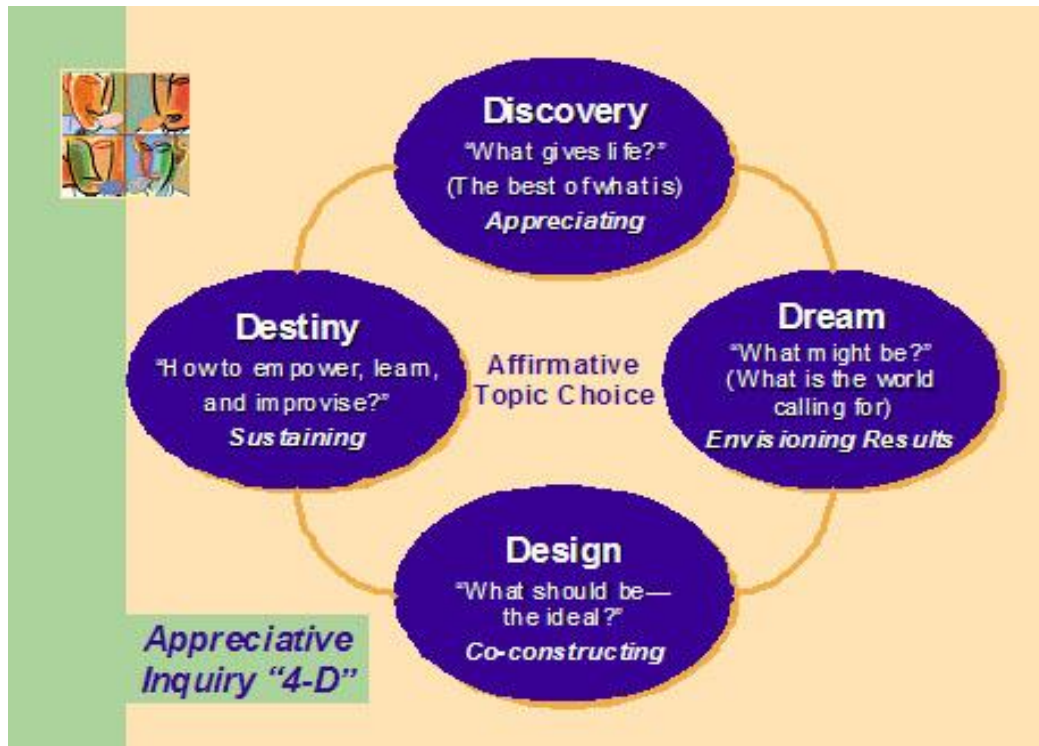 Discovery
“What gives life?”
(The best of what is)
Appreciating
Destiny
“How to empower, learn,
and improvise?”
Sustaining
Affirmative
Topic Choice
Dream
“What might be?”
(What is the world
calling for)
Envisioning Results
Design
“What should be—
the ideal?”
Co-constructing
Appreciative
Inquiry “4-D”